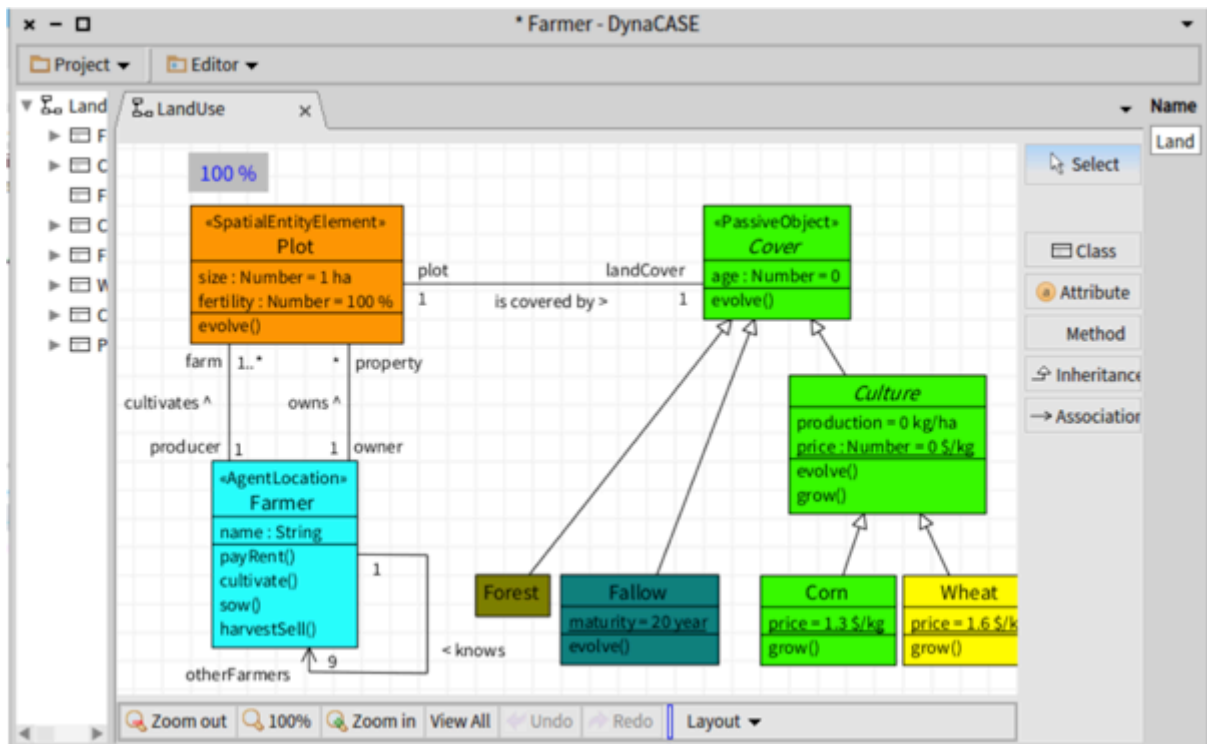 * Farmer - DynaCASE
Project
Editor
Land
F
C
F
C
F
W
C
P
LandUse
x
Name
Land
100 %
«SpatialEntityElement»
Plot
size : Number = 1 ha
fertility : Number = 100 %
evolve()
plot
1
is covered by >
landCover
1
«PassiveObject»
Cover
age : Number = 0
evolve()
farm
1..*
*
property
cultivates ^
owns ^
producer
1
1
owner
«AgentLocation»
Farmer
name : String
payRent()
cultivate()
sow()
harvestSell()
1
< knows
9
otherFarmers
Culture
production = 0 kg/ha
price : Number = 0 $/kg
evolve()
grow()
Forest
Fallow
maturity = 20 year
evolve()
Corn
price = 1.3 $/kg
grow()
Wheat
price = 1.6 $/k
grow()
Select
Class
a Attribute
Method
Inheritance
Association
Zoom out
100%
Zoom in
View All
Undo
Redo
Layout